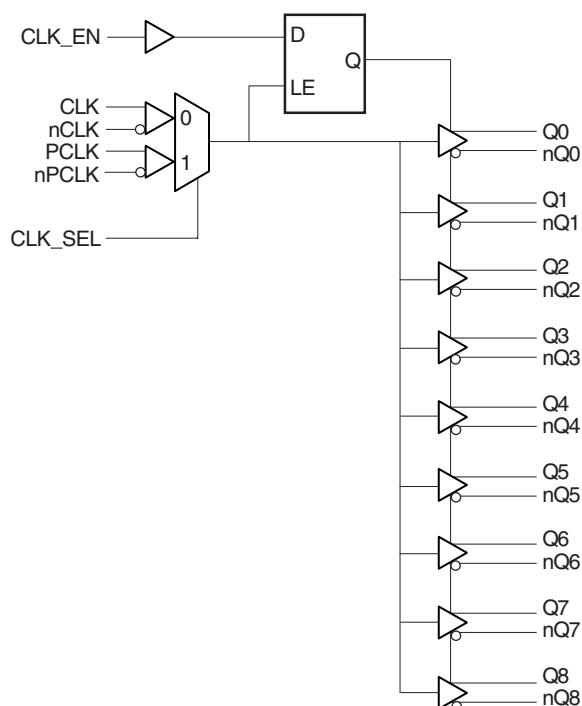 CLK_EN
D
Q
LE
CLK
nCLK
PCLK
nPCLK
0
1
CLK_SEL
Q0
nQ0
Q1
nQ1
Q2
nQ2
Q3
nQ3
Q4
nQ4
Q5
nQ5
Q6
nQ6
Q7
nQ7
Q8
nQ8